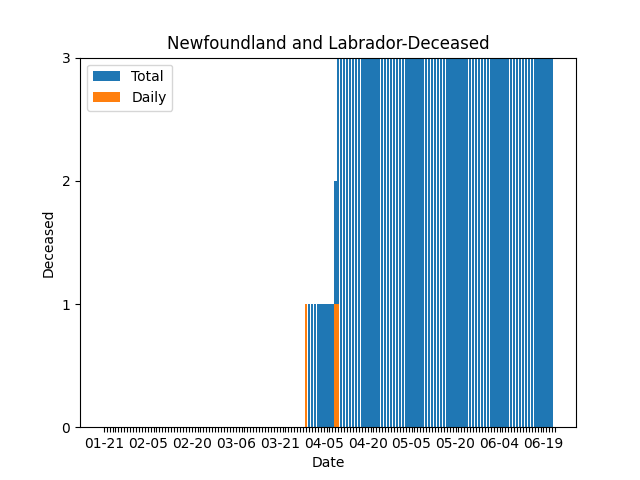 Newfoundland and Labrador-Deceased
Total
Daily
Deceased
3
2
1
0
01-21 02-05 02-20 03-06 03-21 04-05 04-20 05-05 05-20 06-04 06-19
Date